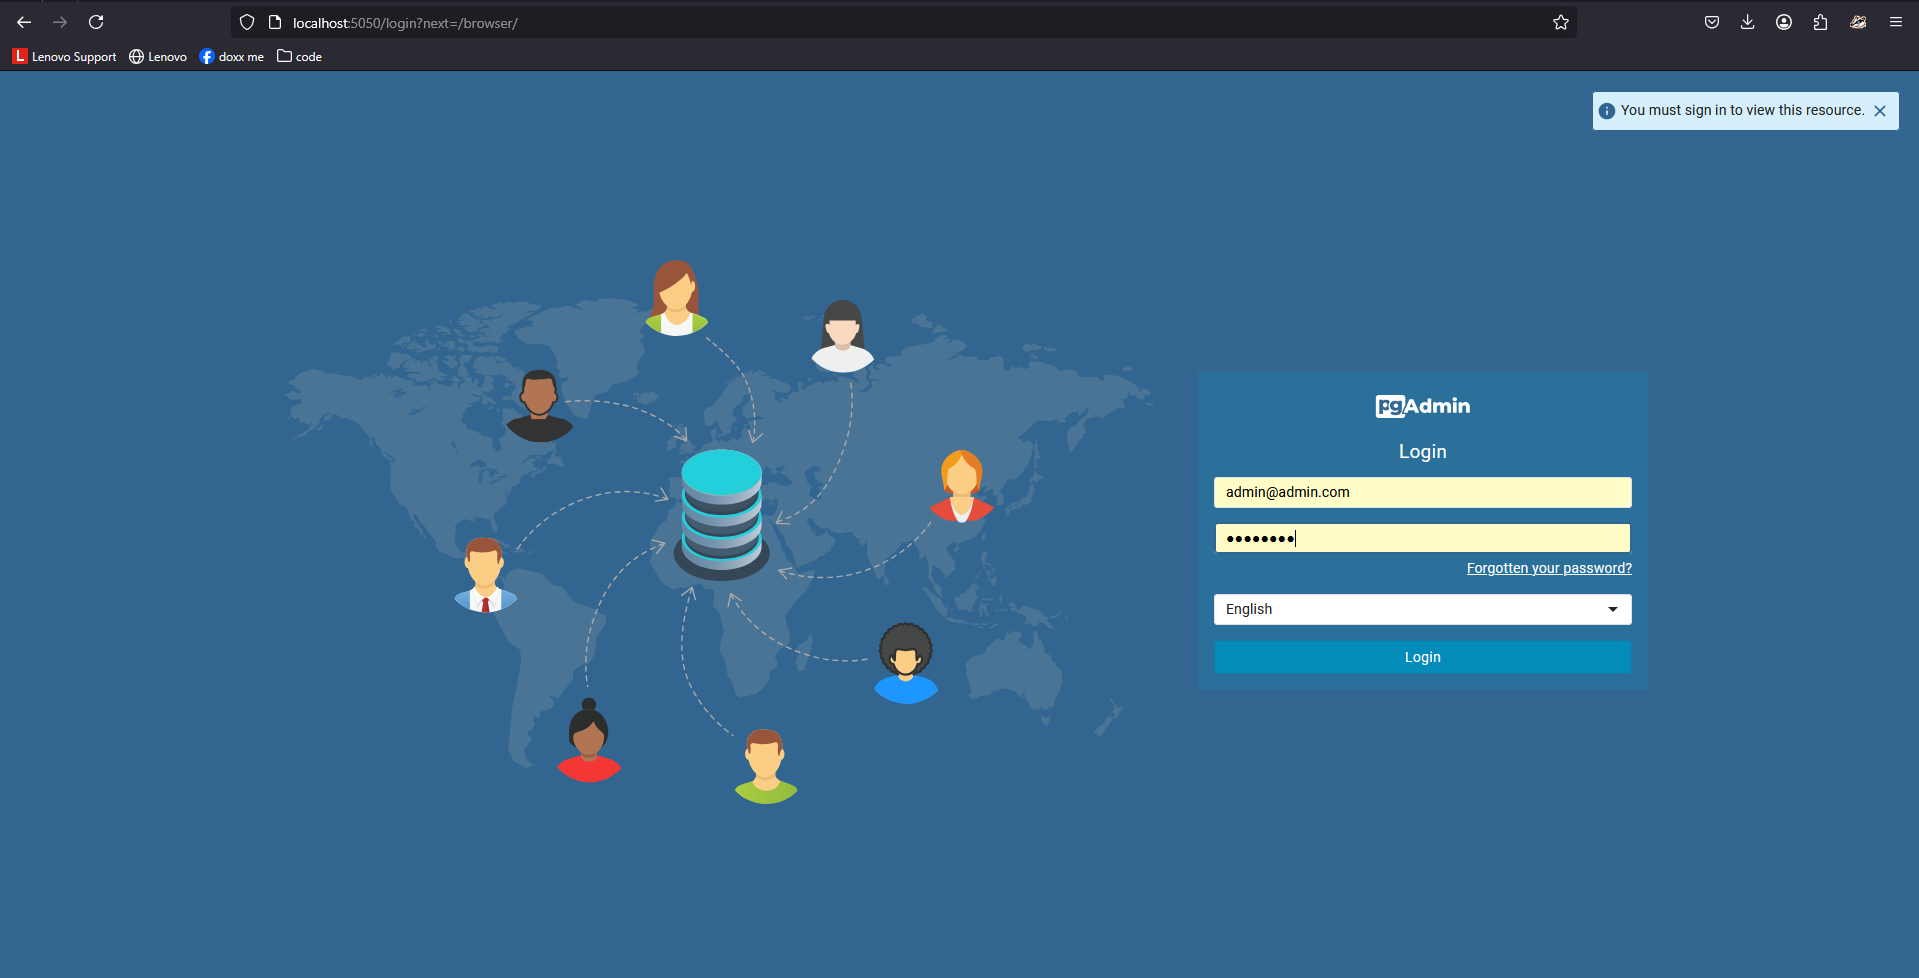 localhost:5050/login?next=/browser/
L Lenovo Support Lenovo doxx me code
You must sign in to view this resource.
pgAdmin
Login
admin@admin.com
••••••••
Forgotten your password?
English
Login